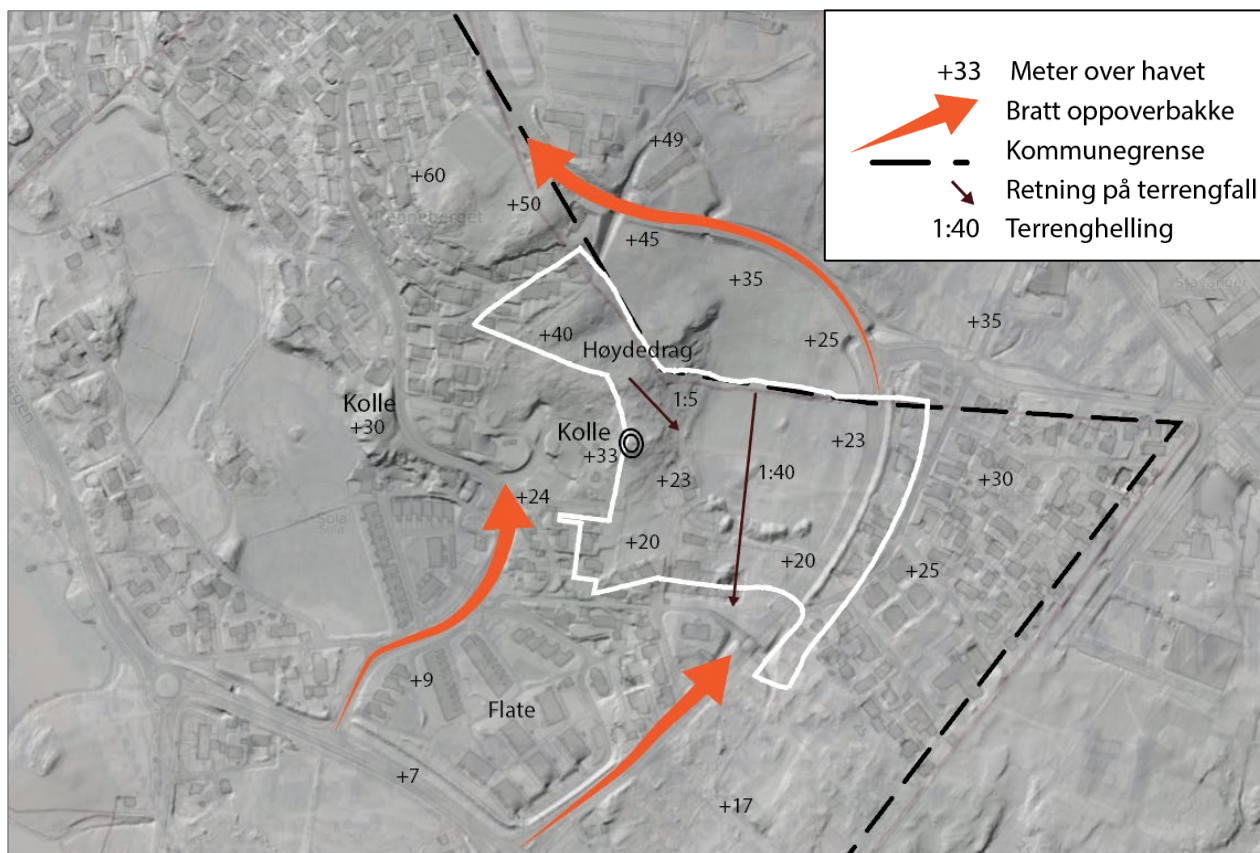 +33 Meter over havet
Bratt oppoverbakke
Kommunegrense
Retning på terrengfall
1:40 Terrenghelling
+49
+60
+50
Stavanger
+45
+35
+35
+40
+25
Høydedrag
1:5
Kolle
+30
Kolle
+33
+23
+23
1:40
+30
+24
Sola
+20
+20
+25
+9
Flate
+7
+17